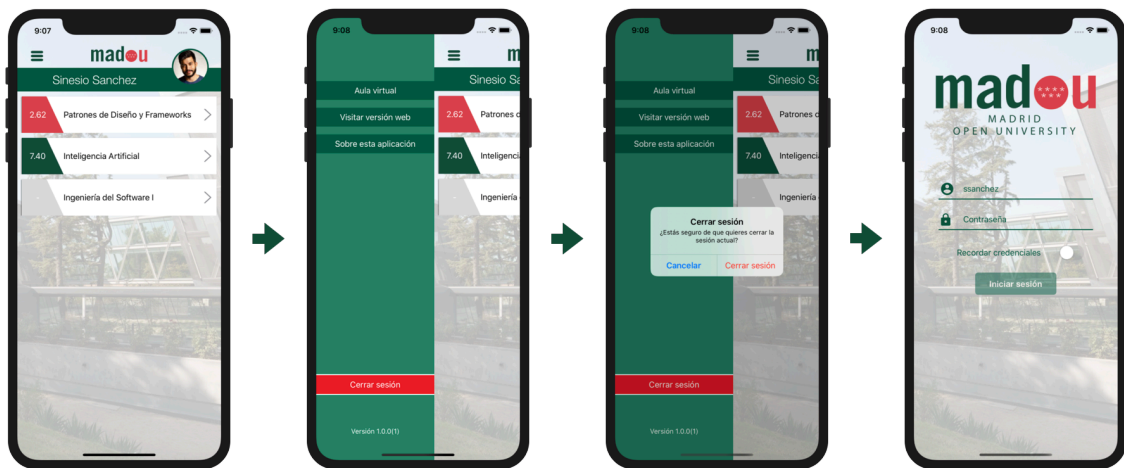 9:07
madou
Sinesio Sanchez
2.62 Patrones de Diseño y Frameworks
7.40 Inteligencia Artificial
- Ingeniería del Software I
9:08
Aula virtual
Visitar versión web
Sobre esta aplicación
Cerrar sesión
Versión 1.0.0(1)
m
Sinesio Sa
2.62 Patrones d
7.40 Inteligenci
Ingeniería
9:08
Aula virtual
Visitar versión web
Sobre esta aplicación
Cerrar sesión
¿Estás seguro de que quieres cerrar la
sesión actual?
Cancelar Cerrar sesión
Cerrar sesión
Versión 1.0.0(1)
m
Sinesio Sa
2.62 Patrones d
7.40 Inteligenci
Ingeniería
9:08
madou
MADRID
OPEN UNIVERSITY
ssanchez
Contraseña
Recordar credenciales
Iniciar sesión